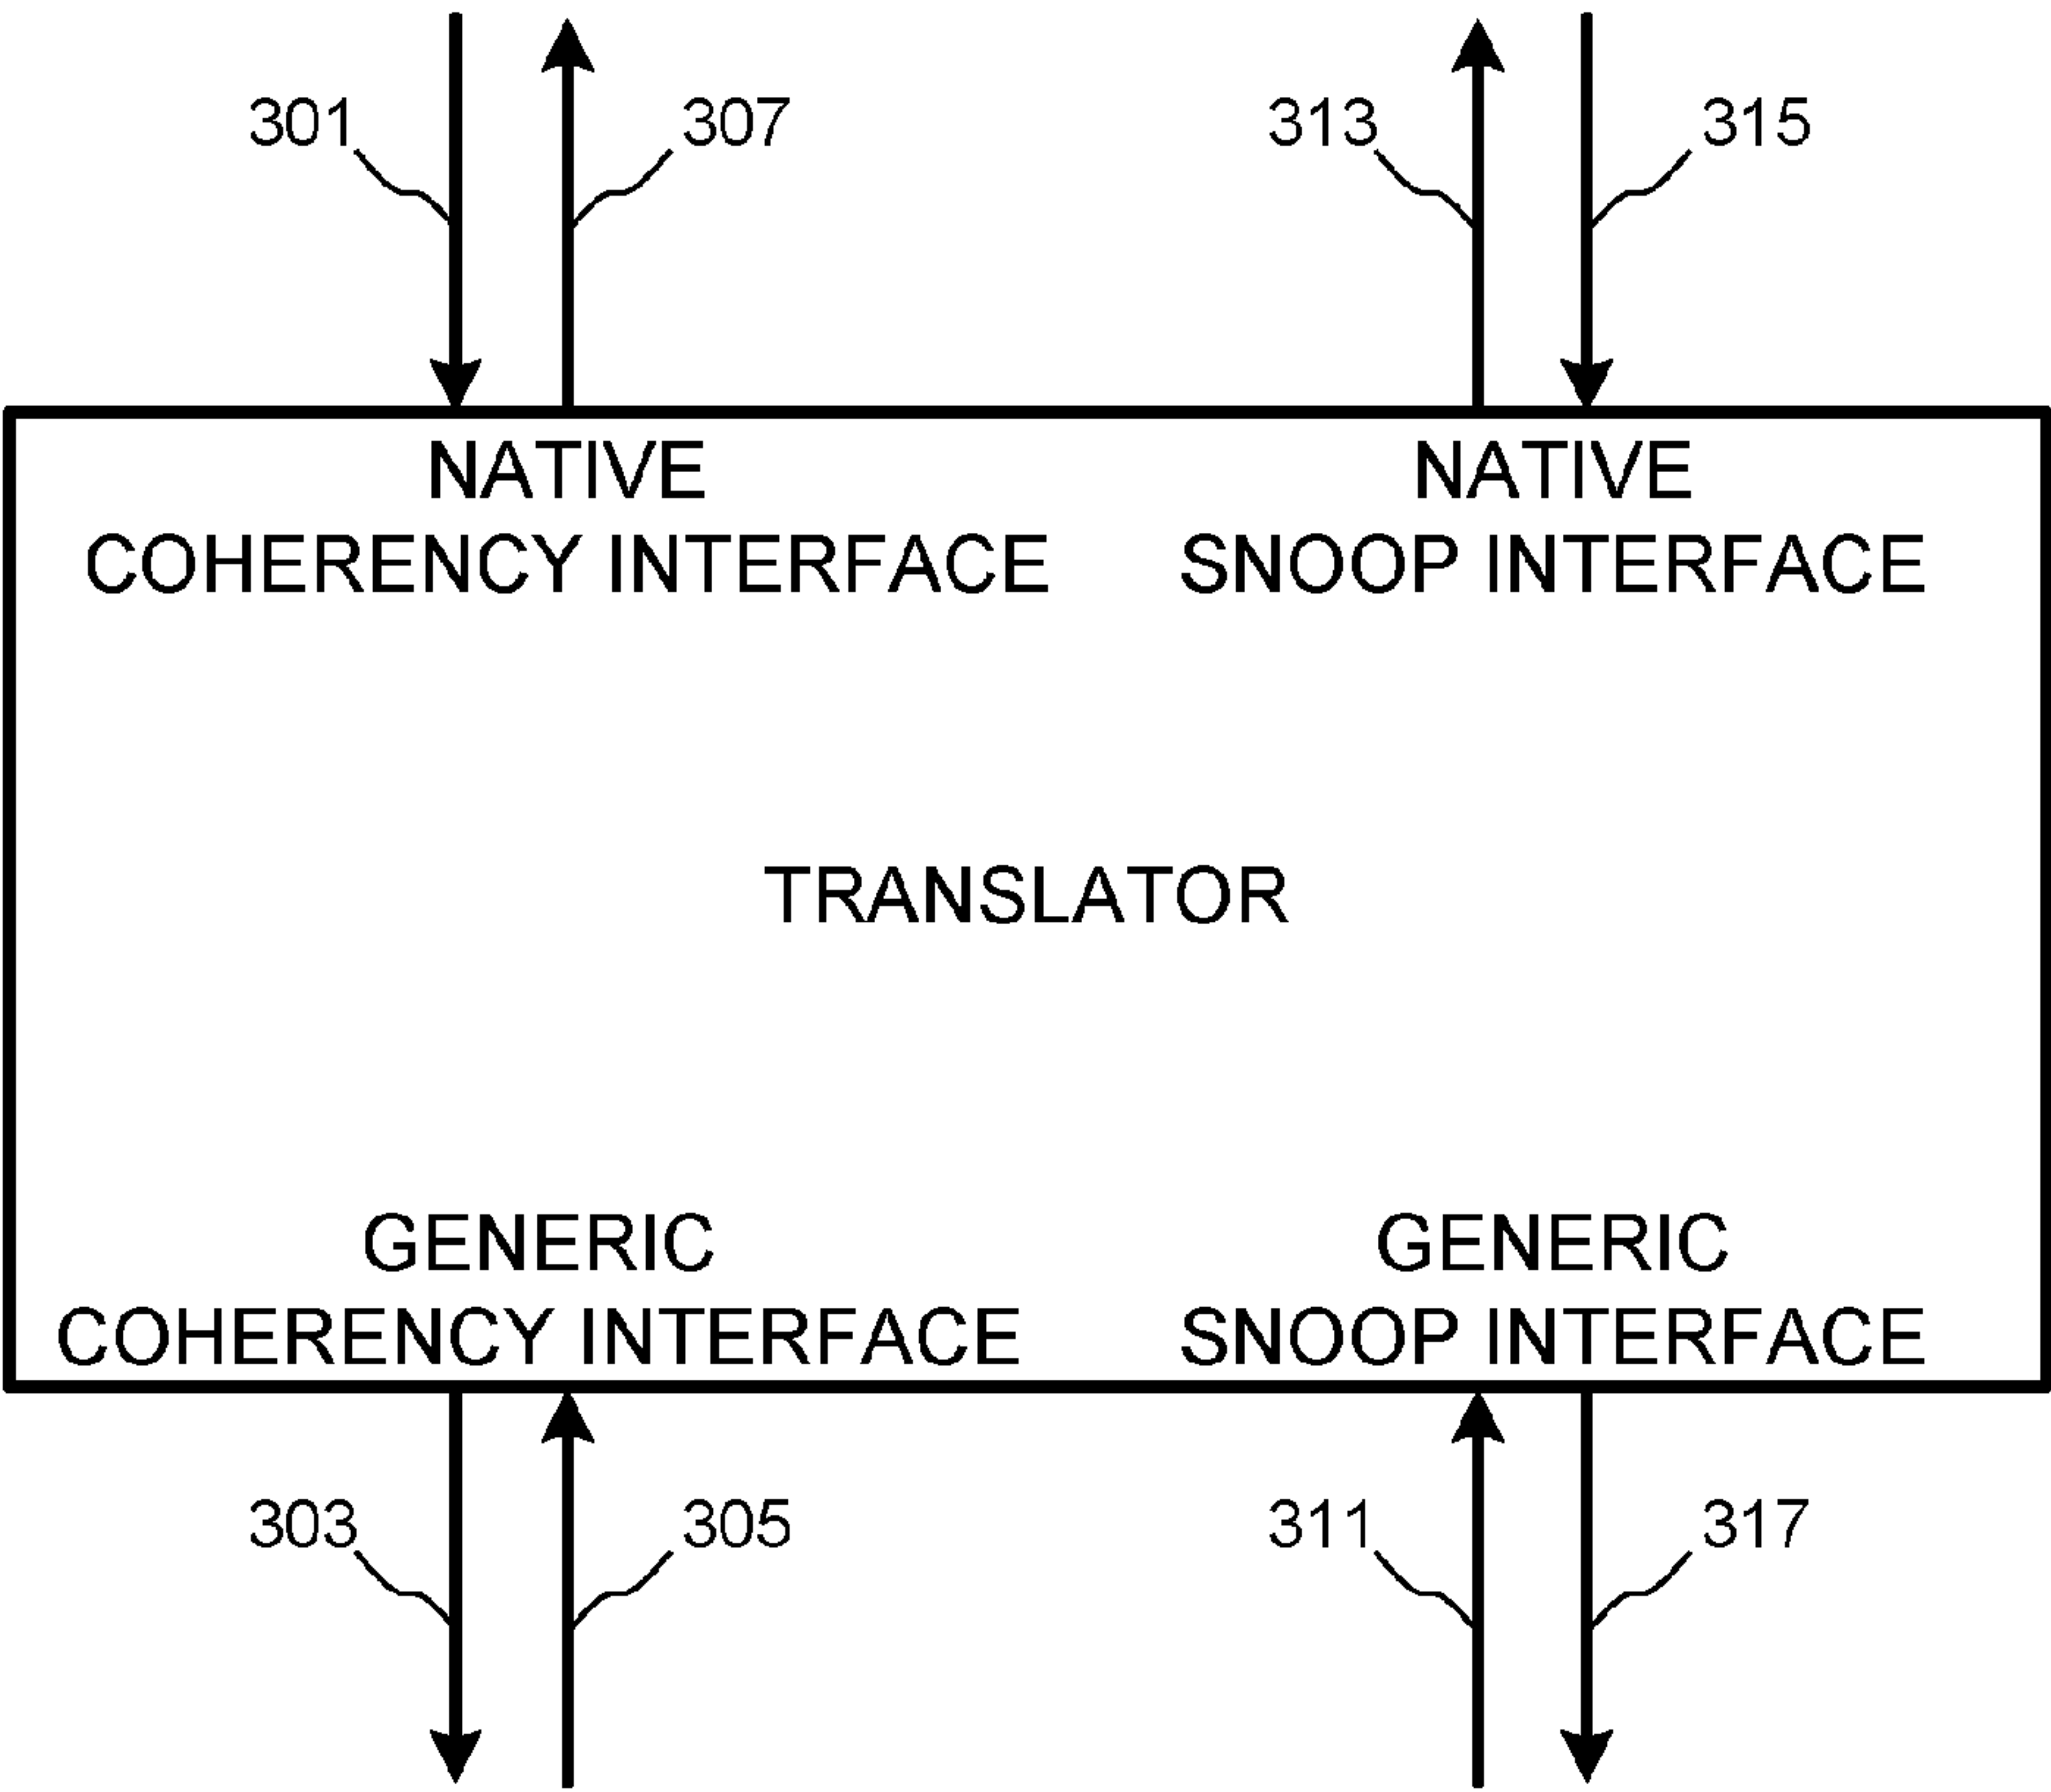 301
307
313
315
NATIVE
COHERENCY INTERFACE
NATIVE
SNOOP INTERFACE
TRANSLATOR
GENERIC
COHERENCY INTERFACE
GENERIC
SNOOP INTERFACE
303
305
311
317